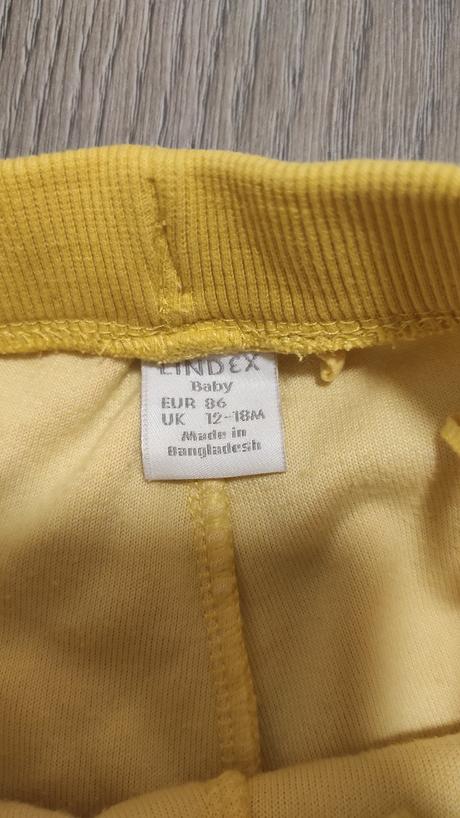 LINDEX
Baby
EUR 86
UK 12-18M
Made in
Bangladesh